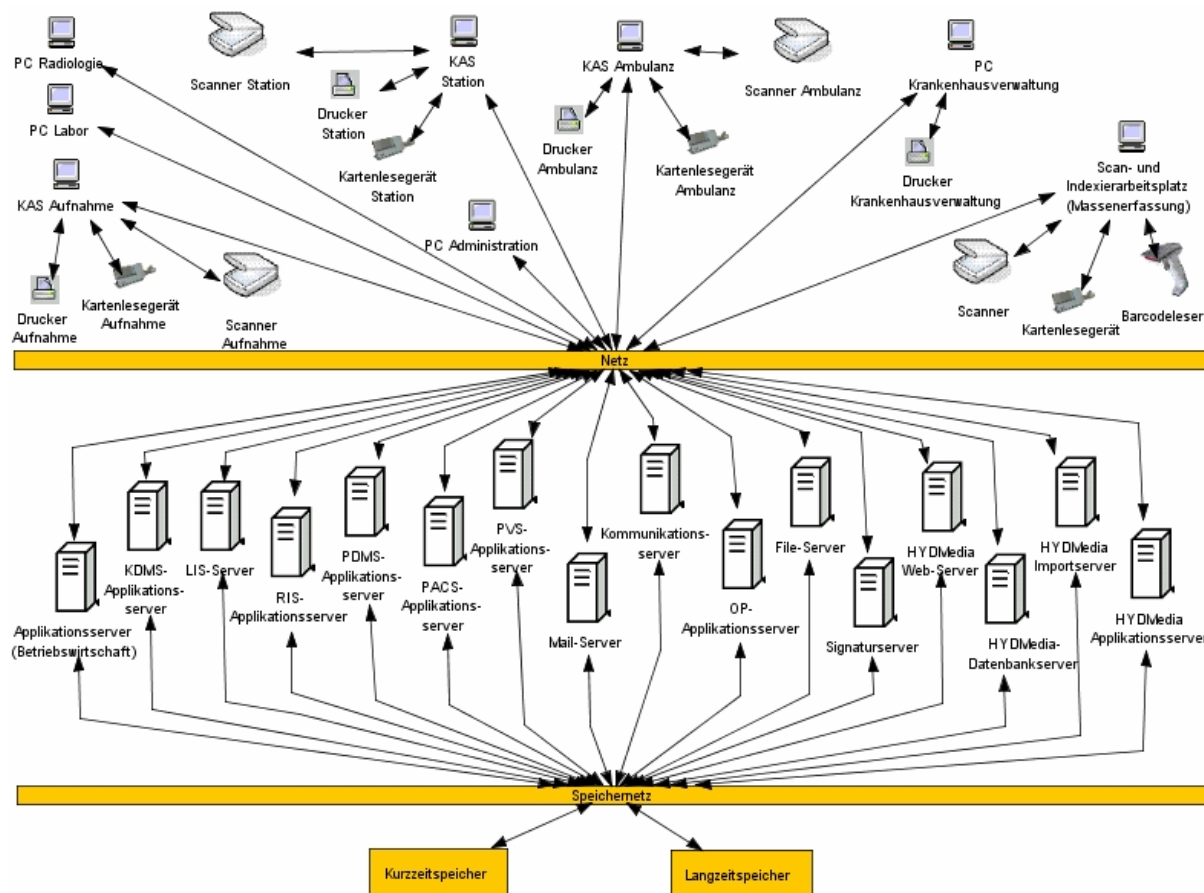 PC Radiologie
Scanner Station
KAS
Station
KAS Ambulanz
Scanner Ambulanz
PC
Krankenhausverwaltung
PC Labor
Drucker
Station
Kartenlesegerät
Station
Drucker
Ambulanz
Kartenlesegerät
Ambulanz
Drucker
Krankenhausverwaltung
Scan- und
Indexierarbeitsplatz
(Massenerfassung)
KAS Aufnahme
PC Administration
Drucker
Aufnahme
Kartenlesegerät
Aufnahme
Scanner
Aufnahme
Scanner
Kartenlesegerät
Barcodeleser
Netz
Applikationsserver
(Betriebswirtschaft)
KDMS-
Applikations-
server
LIS-Server
RIS-
Applikationsserver
PDMS-
Applikations-
server
PACS-
Applikations-
server
PVS-
Applikations-
server
Mail-Server
Kommunikations-
server
OP-
Applikationsserver
File-Server
Signaturserver
HYDMedia
Web-Server
HYDMedia-
Datenbankserver
HYDMedia
Importserver
HYDMedia
Applikationsserver
Speichernetz
Kurzzeitspeicher
Langzeitspeicher